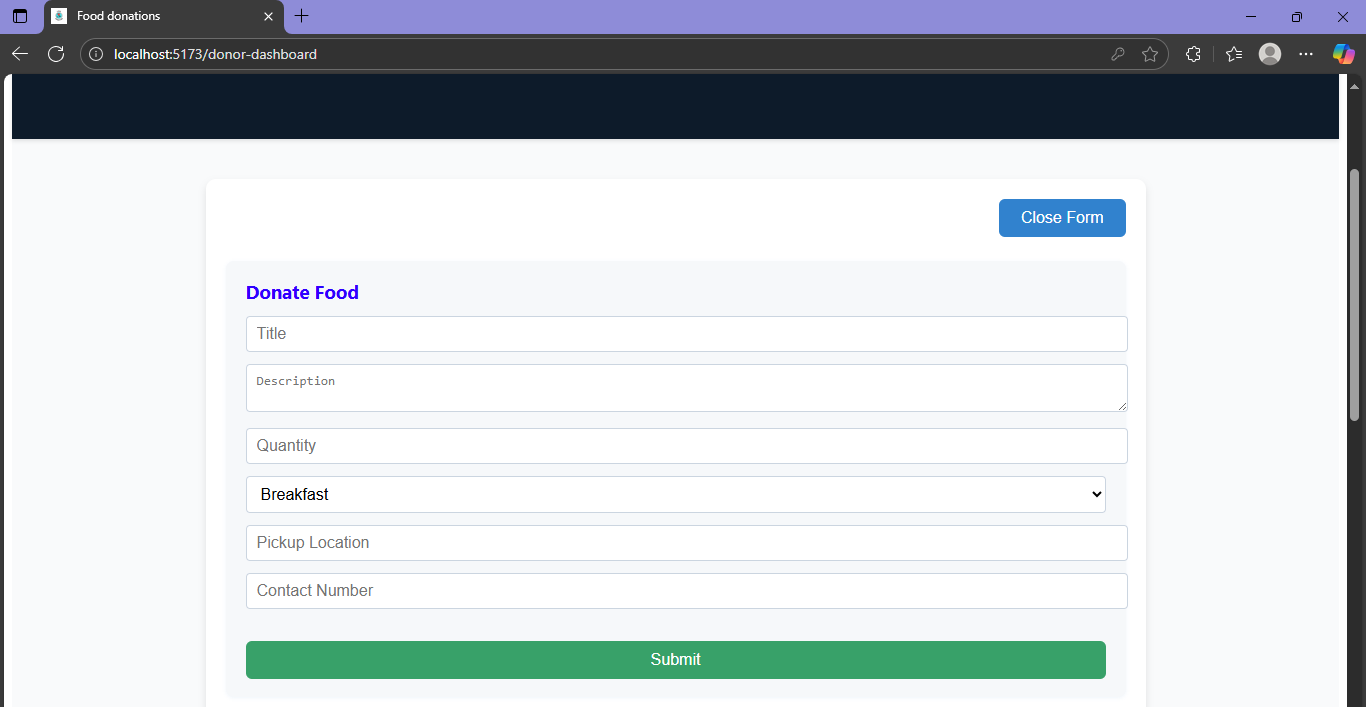 Food donations
localhost:5173/donor-dashboard
Close Form
Donate Food
Title
Description
Quantity
Breakfast
Pickup Location
Contact Number
Submit